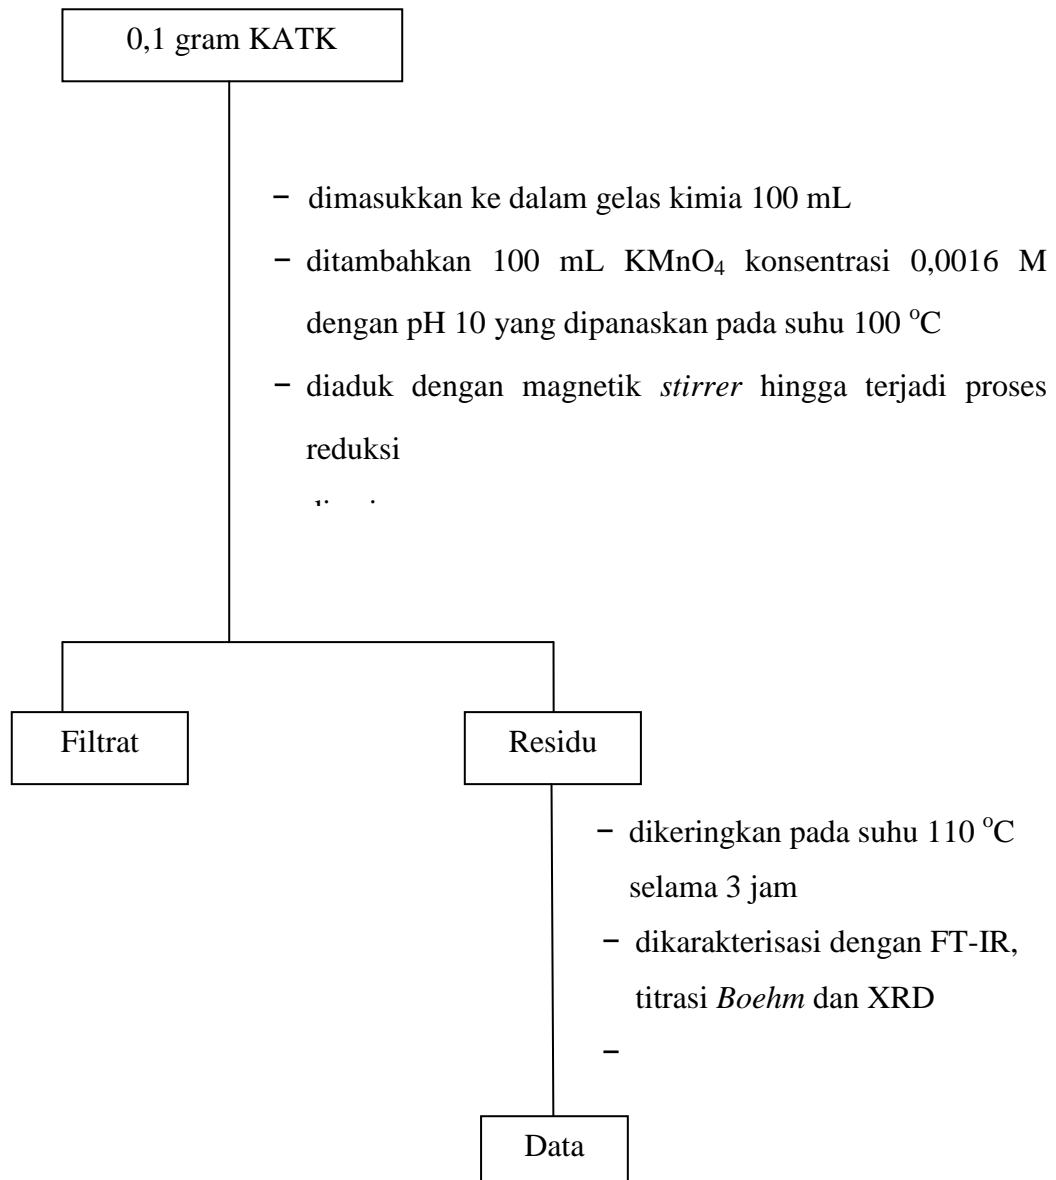 0,1 gram KATK
− dimasukkan ke dalam gelas kimia 100 mL
− ditambahkan 100 mL KMnO₄ konsentrasi 0,0016 M
dengan pH 10 yang dipanaskan pada suhu 100 °C
− diaduk dengan magnetik stirrer hingga terjadi proses
reduksi
Filtrat
Residu
− dikeringkan pada suhu 110 °C
selama 3 jam
− dikarakterisasi dengan FT-IR,
titrasi Boehm dan XRD
−
Data